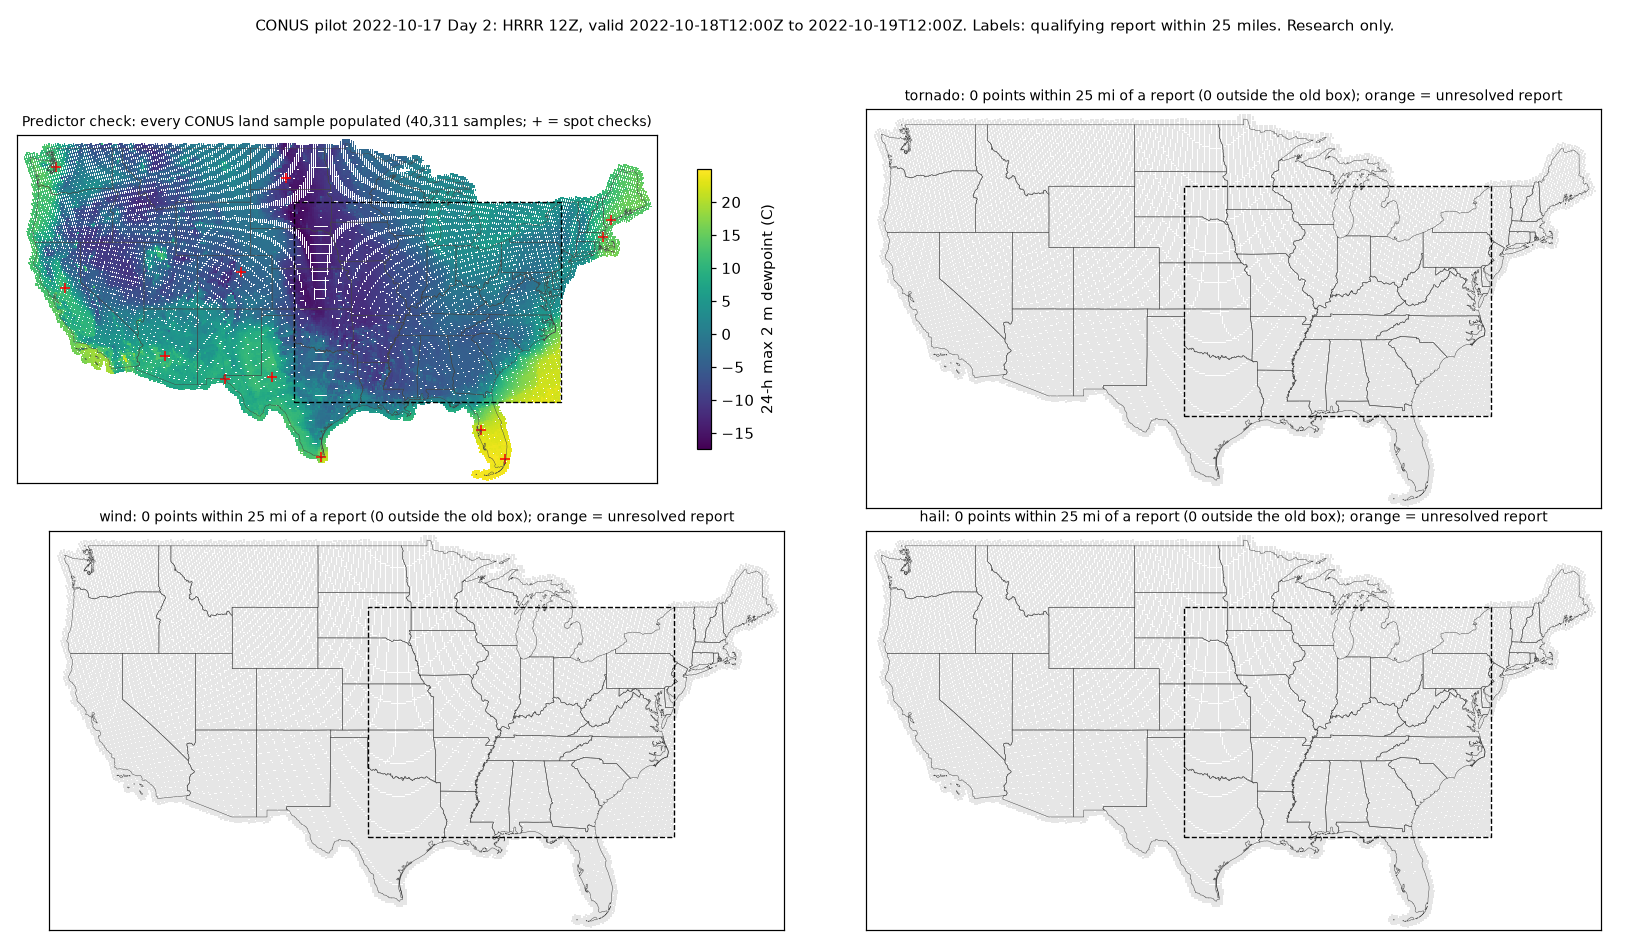 CONUS pilot 2022-10-17 Day 2: HRRR 12Z, valid 2022-10-18T12:00Z to 2022-10-19T12:00Z. Labels: qualifying report within 25 miles. Research only.
Predictor check: every CONUS land sample populated (40,311 samples; + = spot checks)
20
15
10
5
0
−5
−10
−15
24-h max 2 m dewpoint (C)
tornado: 0 points within 25 mi of a report (0 outside the old box); orange = unresolved report
wind: 0 points within 25 mi of a report (0 outside the old box); orange = unresolved report
hail: 0 points within 25 mi of a report (0 outside the old box); orange = unresolved report